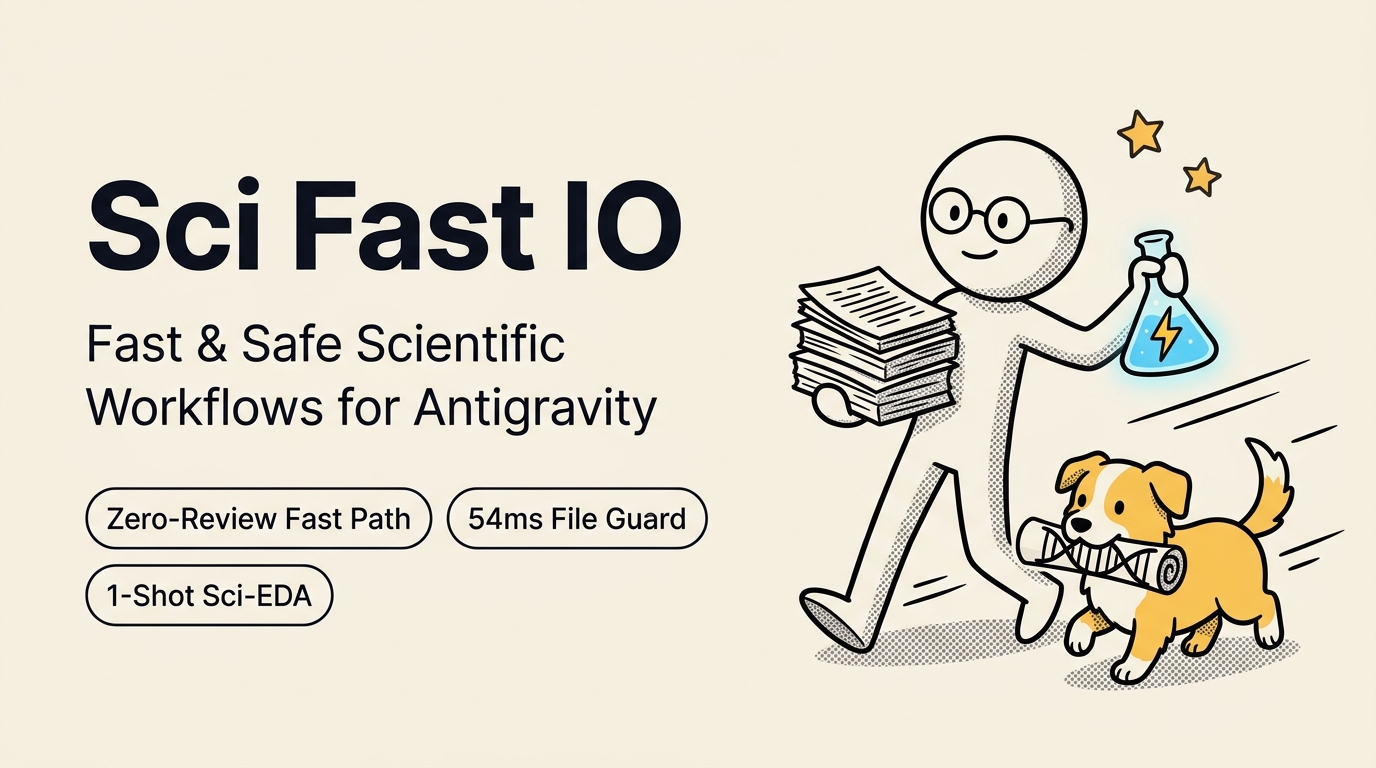 Sci Fast IO
Fast & Safe Scientific
Workflows for Antigravity
Zero-Review Fast Path
54ms File Guard
1-Shot Sci-EDA